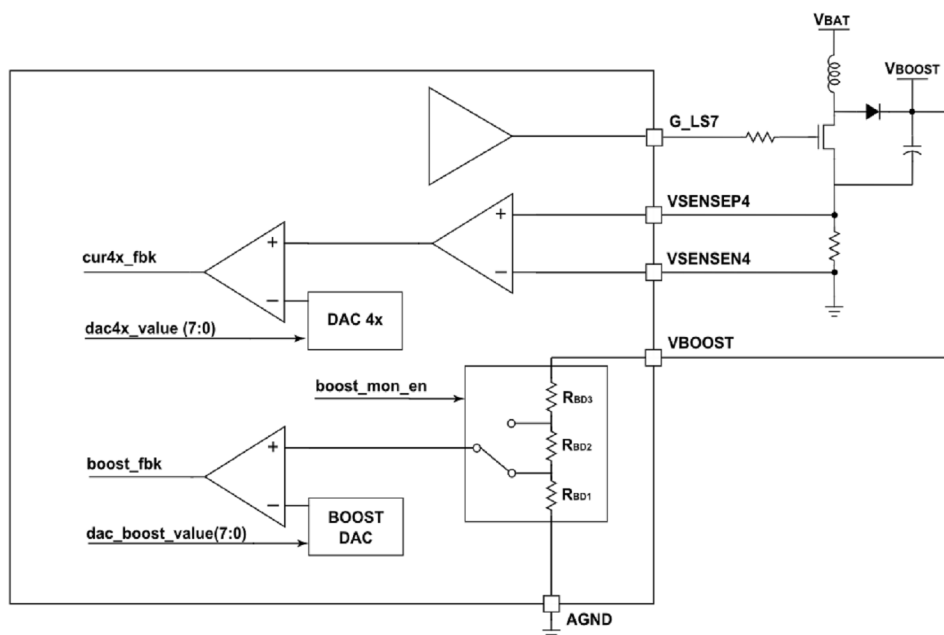 VBAT
VBOOST
G_LS7
VSENSEP4
+
cur4x_fbk
+
−
VSENSEN4
−
DAC 4x
dac4x_value (7:0)
VBOOST
boost_mon_en
RBD3
RBD2
boost_fbk
+
RBD1
−
BOOST
DAC
dac_boost_value(7:0)
AGND